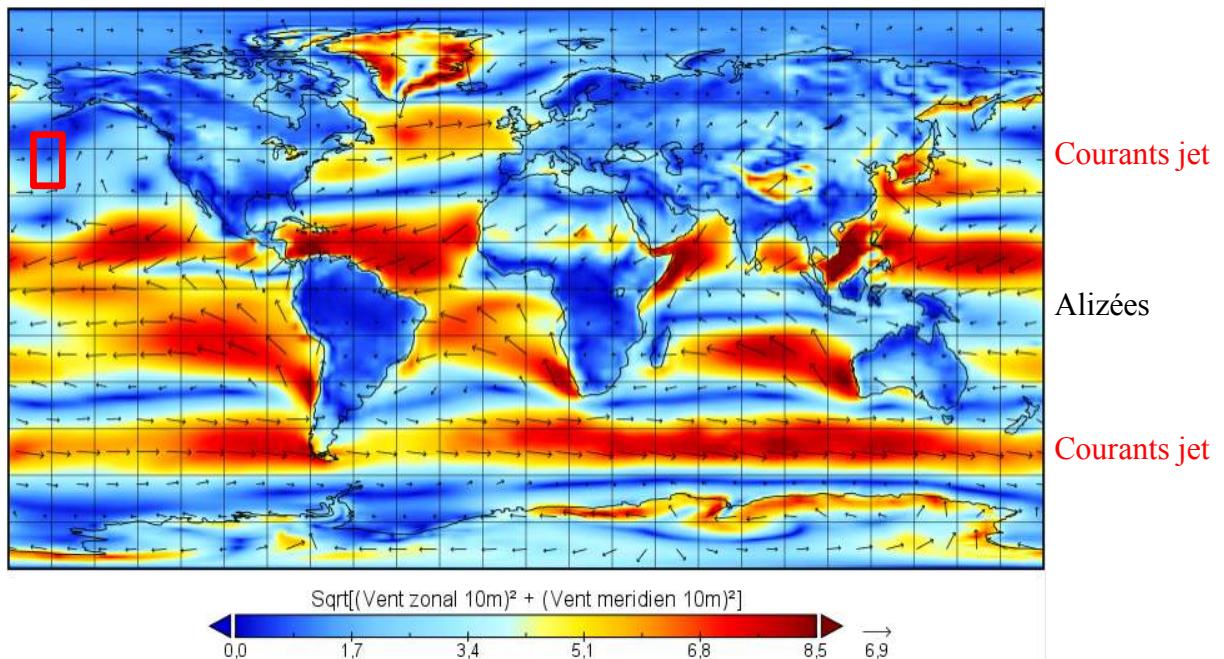 Courants jet
Alizées
Courants jet
Sqrt[(Vent zonal 10m)² + (Vent meridien 10m)²]
0,0 1,7 3,4 5,1 6,8 8,5 6,9